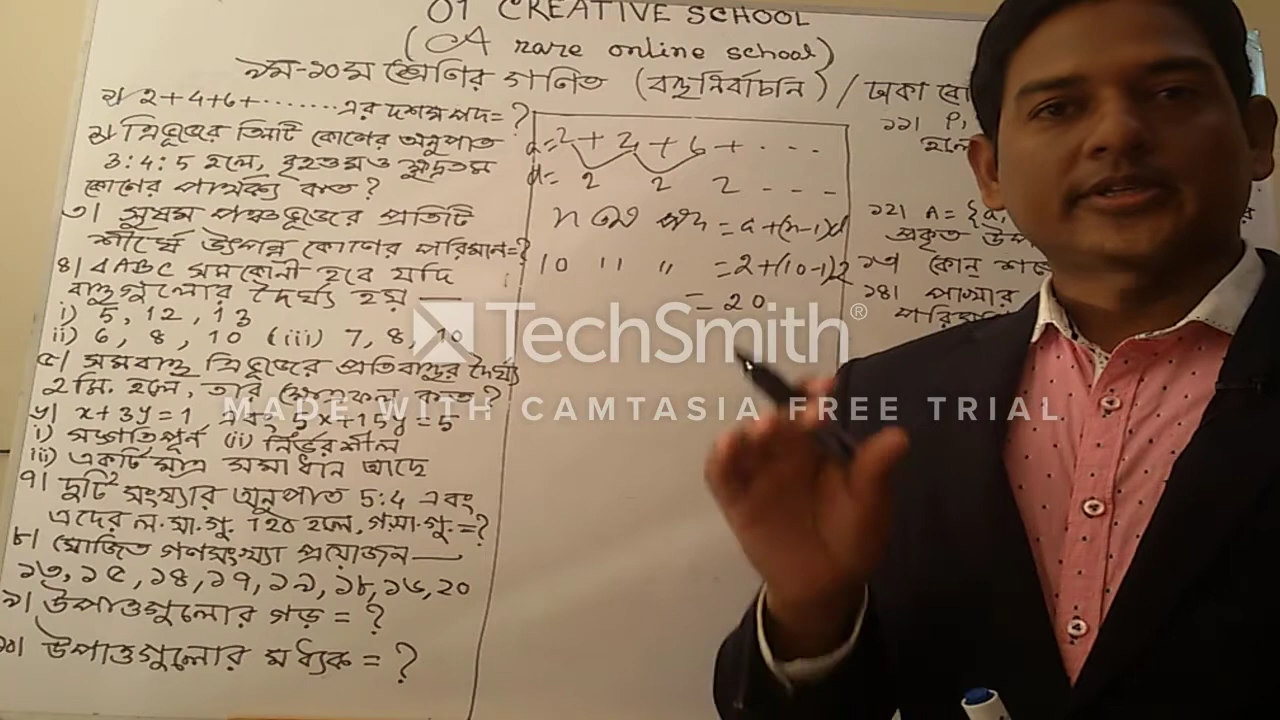 01 CREATIVE SCHOOL
(A rare online school)
৯ম-১০ম শ্রেণির গণিত (বহুনির্বাচনি) / ঢাকা বো
১। 2+4+6+........ এর দশম পদ = ?
২। ত্রিভুজের তিনটি কোণের অনুপাত
3:4:5 হলে, বৃহত্তম ও ক্ষুদ্রতম
কোণের পার্থক্য কত?
৩। সুষম পঞ্চভুজের প্রতিটি
শীর্ষে উৎপন্ন কোণের পরিমান=?
৪। ΔABC সমকোনী হবে যদি
বাহুগুলোর দৈর্ঘ্য হয় —
i) 5, 12, 13
ii) 6, 8, 10 (iii) 7, 8, 10
৫। সমবাহু ত্রিভুজের প্রতিবাহুর দৈর্ঘ্য
2 মি. হলে, তার ক্ষেত্রফল কত?
৬। x+3y=1 এবং 5x+15y=5
i) সঙ্গতিপূর্ণ (ii) নির্ভরশীল
iii) একটি মাত্র সমাধান আছে
৭। দুটি সংখ্যার অনুপাত 5:4 এবং
এদের ল.সা.গু. 120 হলে, গ.সা.গু.=?
৮। যোজিত গণসংখ্যা প্রয়োজন —
১৩, ১৫, ১৪, ১৭, ১৯, ১৮, ১৬, ২০
৯। উপাত্তগুলোর গড় = ?
১০। উপাত্তগুলোর মধ্যক = ?
a=2+4+6+...
d= 2 2 2 ---
n তম পদ = a+(n-1)d
10 " " = 2+(10-1)2
= 20
১১। P,
হলে
১২। A = {a,
প্রকৃত উপ
১৩। কোন শ
১৪। পামার
পরি
TechSmith®
MADE WITH CAMTASIA FREE TRIAL